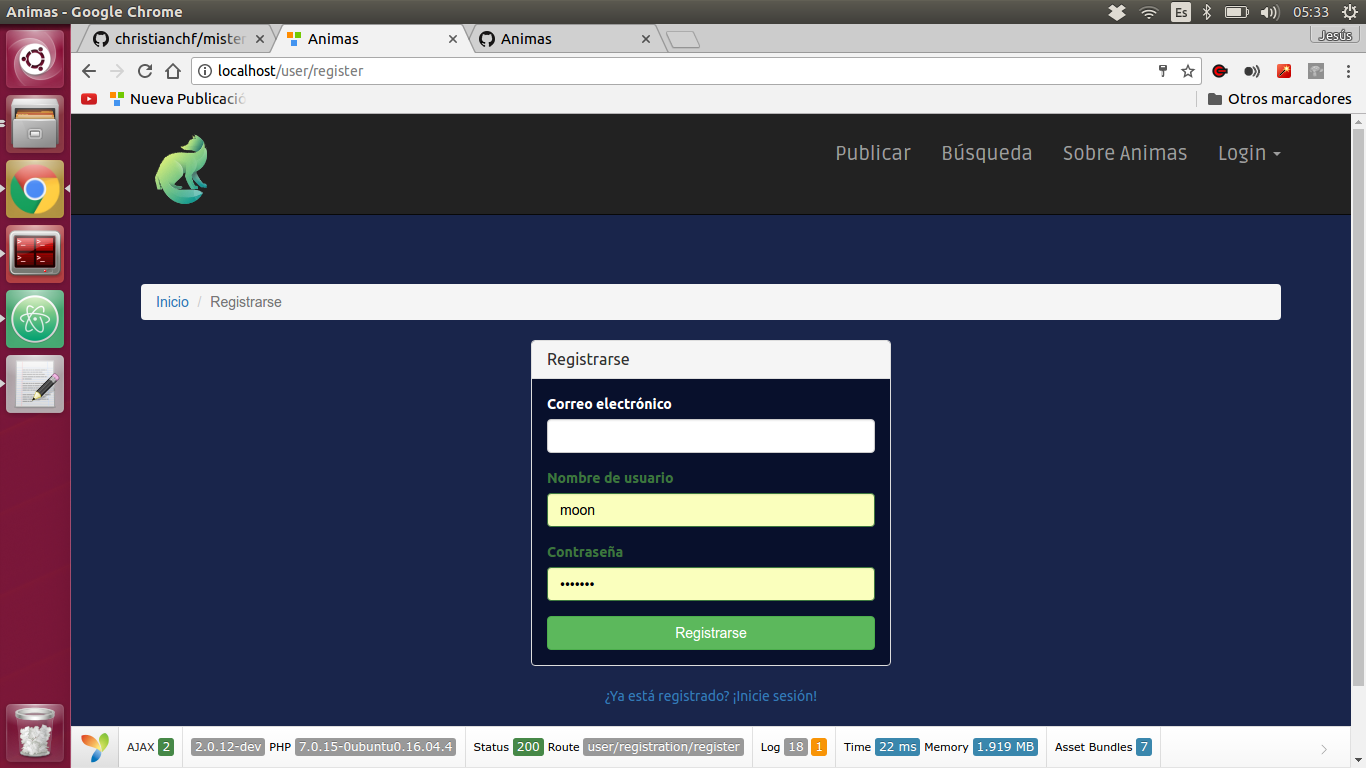 Animas - Google Chrome
Es
05:33
Jesús
christianchf/mister
Animas
Animas
localhost/user/register
Nueva Publicació
Otros marcadores
Publicar
Búsqueda
Sobre Animas
Login
Inicio / Registrarse
Registrarse
Correo electrónico
Nombre de usuario
moon
Contraseña
•••••••
Registrarse
¿Ya está registrado? ¡Inicie sesión!
AJAX 2
2.0.12-dev PHP 7.0.15-0ubuntu0.16.04.4
Status 200 Route user/registration/register
Log 18 1
Time 22 ms Memory 1.919 MB
Asset Bundles 7